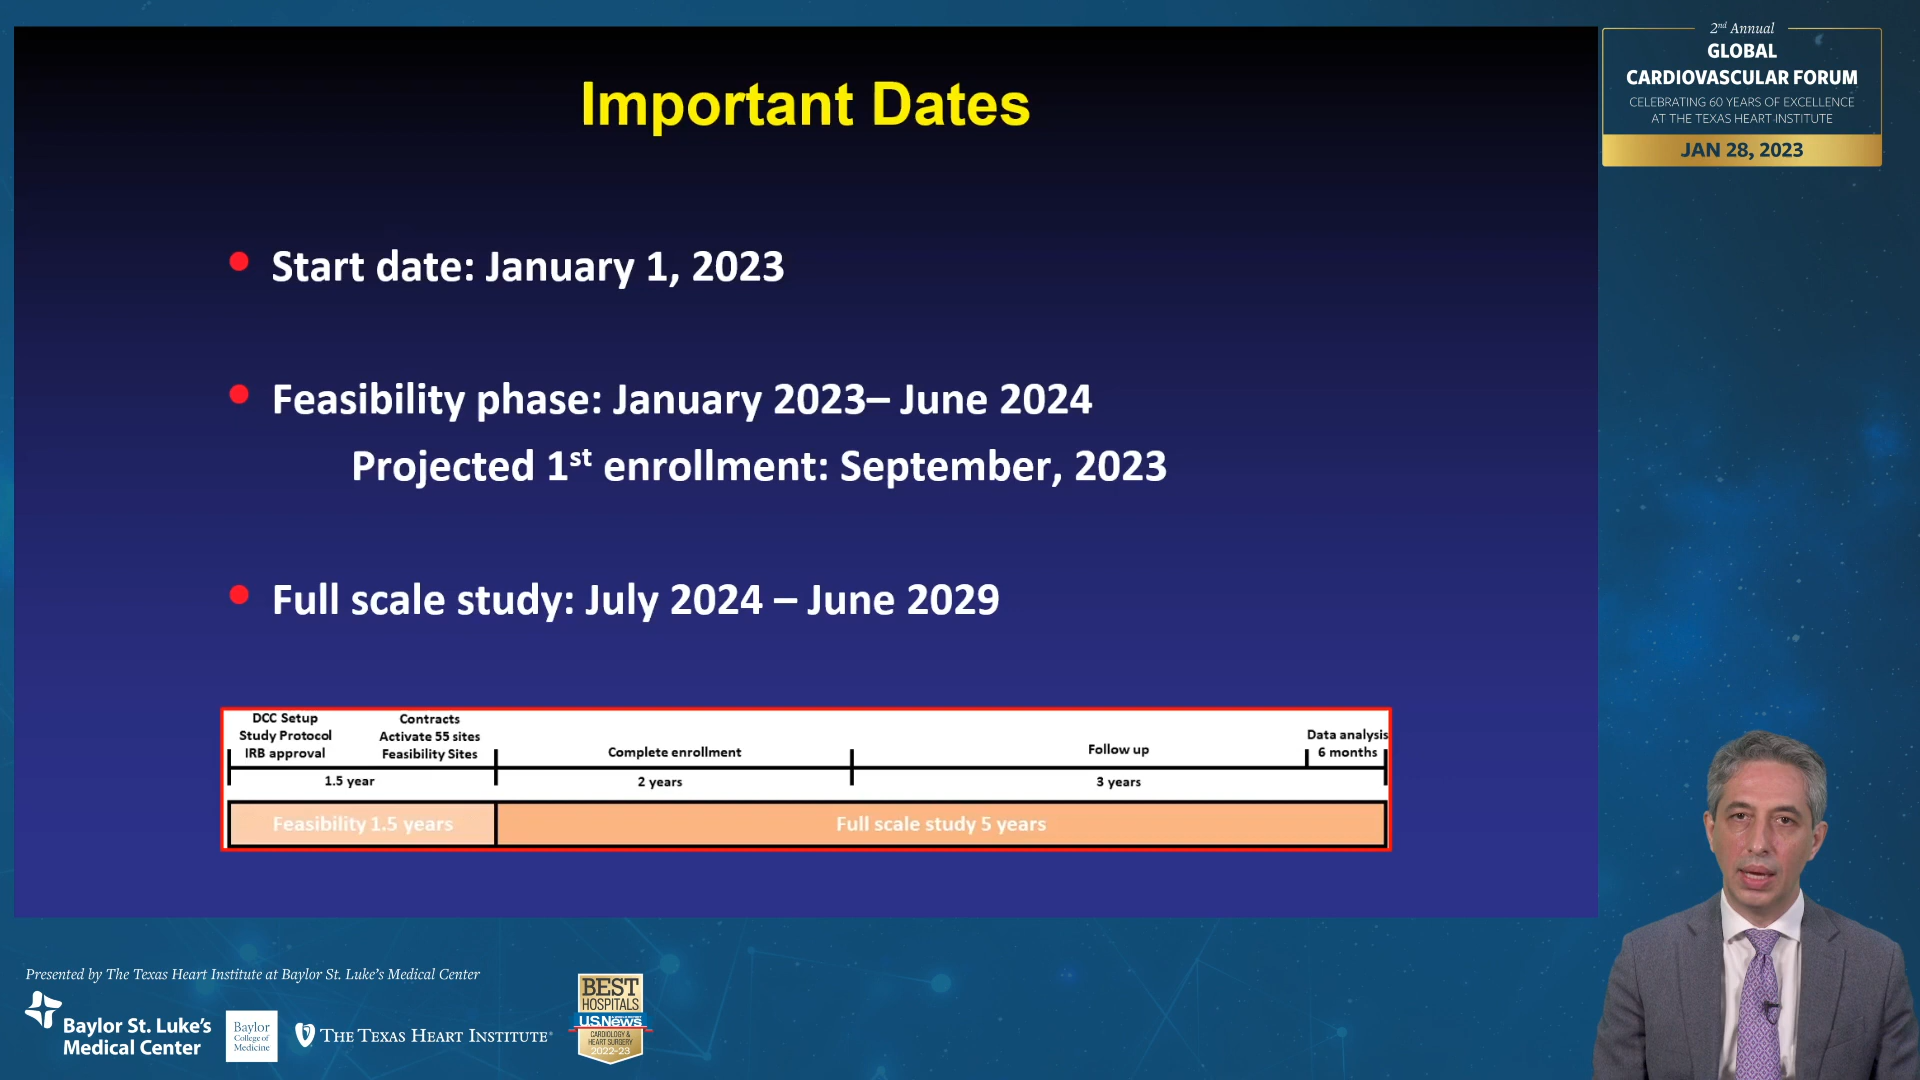 Important Dates
Start date: January 1, 2023
Feasibility phase: January 2023– June 2024
Projected 1st enrollment: September, 2023
Full scale study: July 2024 – June 2029
DCC Setup
Study Protocol
IRB approval
Contracts
Activate 55 sites
Feasibility Sites
Complete enrollment
Follow up
Data analysis
6 months
1.5 year
2 years
3 years
Feasibility 1.5 years
Full scale study 5 years
2nd Annual
GLOBAL
CARDIOVASCULAR FORUM
CELEBRATING 60 YEARS OF EXCELLENCE
AT THE TEXAS HEART INSTITUTE
JAN 28, 2023
Presented by The Texas Heart Institute at Baylor St. Luke's Medical Center
Baylor St. Luke's
Medical Center
Baylor
College of
Medicine
THE TEXAS HEART INSTITUTE®
BEST
HOSPITALS
U.S.News
CARDIOLOGY &
HEART SURGERY
2022-23